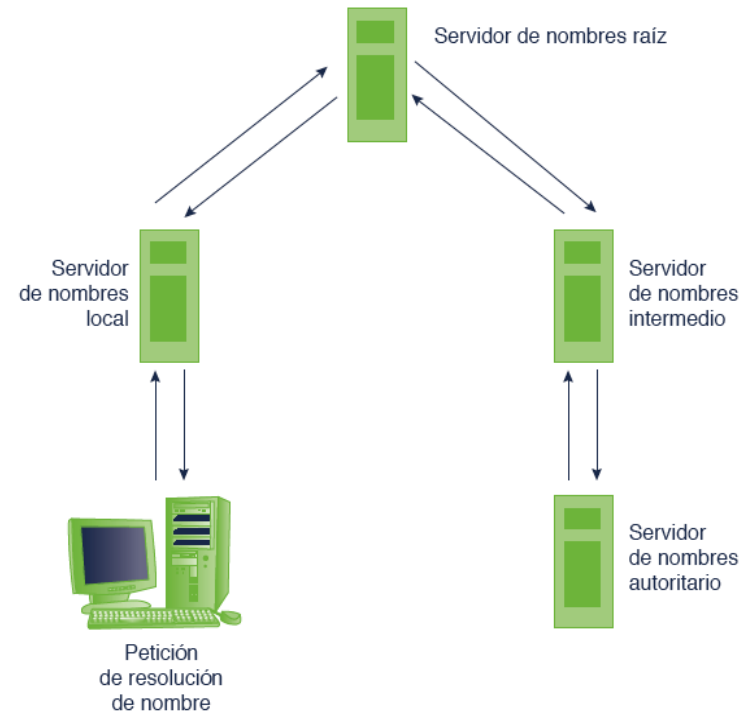 Servidor de nombres raíz
Servidor
de nombres
local
Servidor
de nombres
intermedio
Servidor
de nombres
autoritario
Petición
de resolución
de nombre